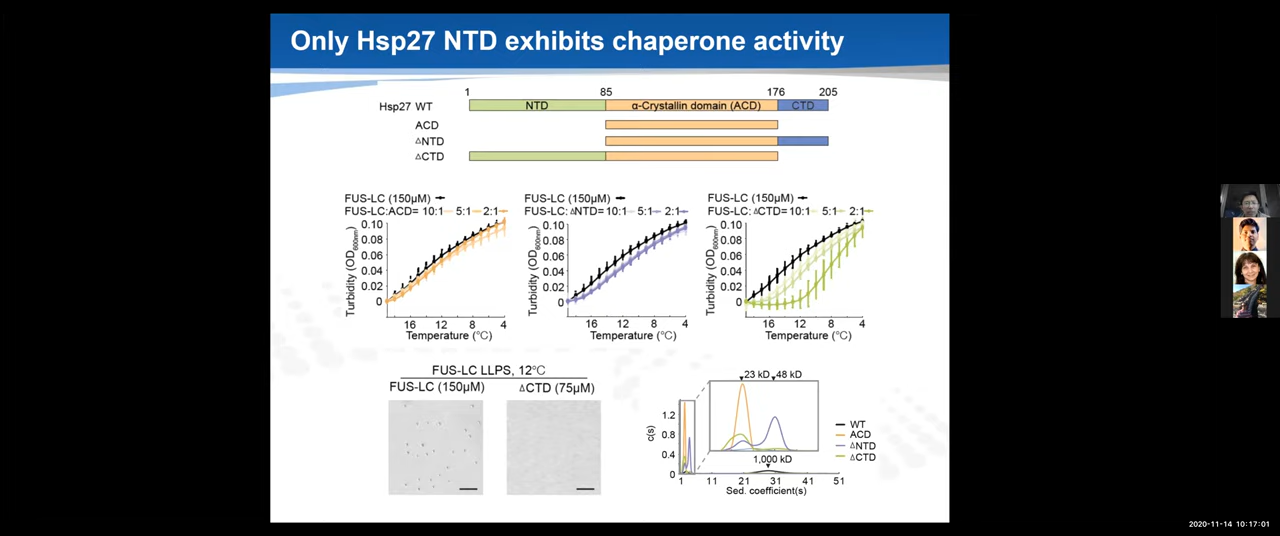 Only Hsp27 NTD exhibits chaperone activity
1 85 176 205
Hsp27 WT NTD α-Crystallin domain (ACD) CTD
ACD
△NTD
△CTD
FUS-LC (150μM)
FUS-LC:ACD= 10:1 5:1 2:1
Turbidity (OD600nm)
0.10
0.08
0.06
0.04
0.02
0
16 12 8 4
Temperature (℃)
FUS-LC (150μM)
FUS-LC: △NTD= 10:1 5:1 2:1
Turbidity (OD600nm)
0.10
0.08
0.06
0.04
0.02
0
16 12 8 4
Temperature (℃)
FUS-LC (150μM)
FUS-LC: △CTD= 10:1 5:1 2:1
Turbidity (OD600nm)
0.10
0.08
0.06
0.04
0.02
0
16 12 8 4
Temperature (℃)
FUS-LC LLPS, 12℃
FUS-LC (150μM) △CTD (75μM)
23 kD 48 kD
c(s)
1.2
0.8
0.4
0
1,000 kD
1 11 21 31 41 51
Sed. coefficient(s)
WT
ACD
△NTD
△CTD
2020-11-14 10:17:01